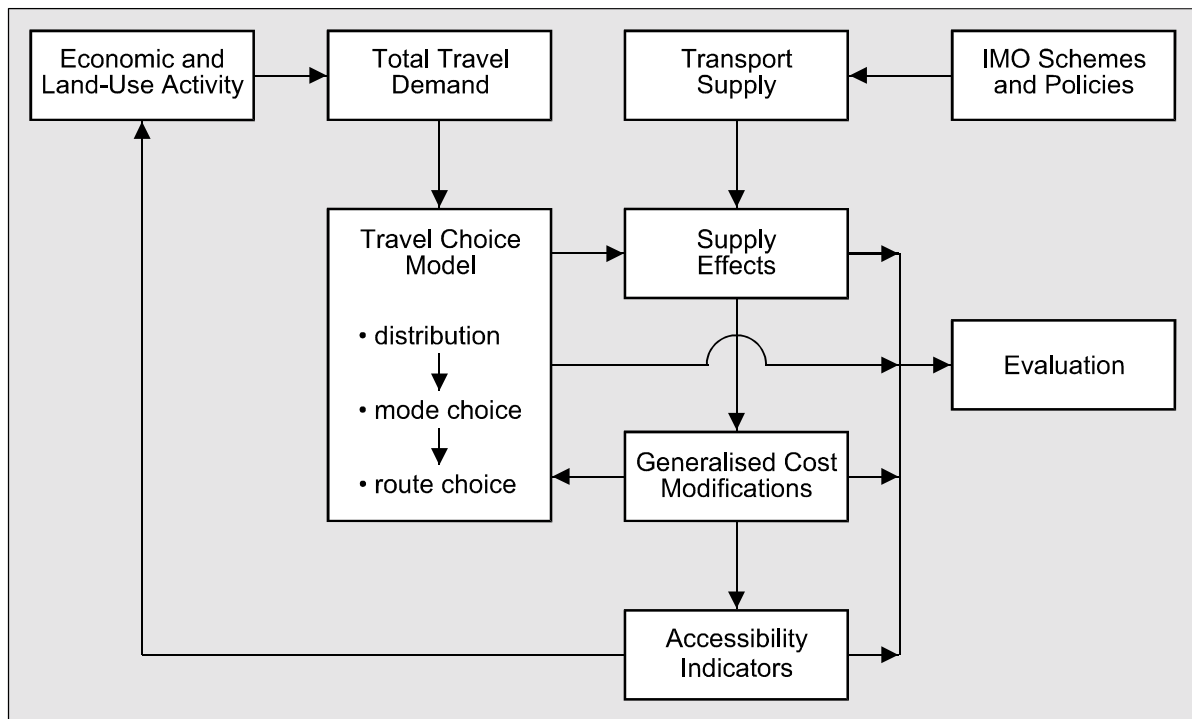 Economic and
Land-Use Activity
Total Travel
Demand
Transport
Supply
IMO Schemes
and Policies
Travel Choice
Model
• distribution
• mode choice
• route choice
Supply
Effects
Evaluation
Generalised Cost
Modifications
Accessibility
Indicators